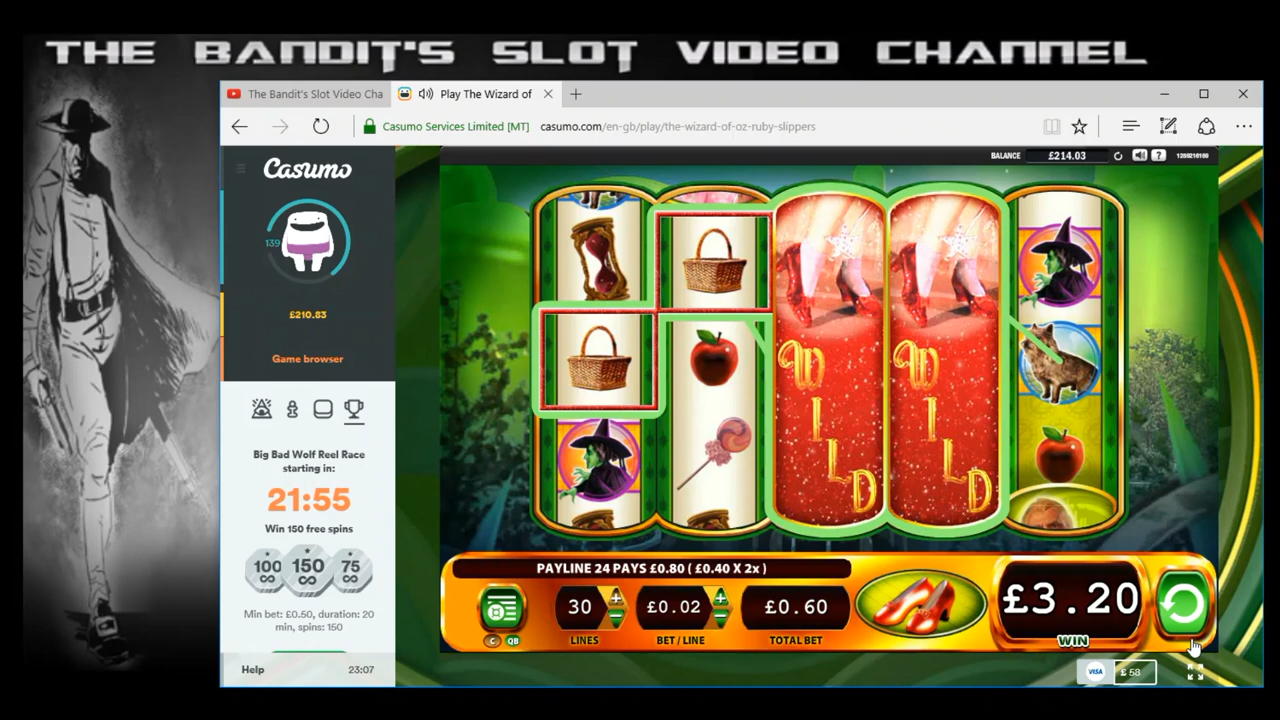 THE BANDIT'S SLOT VIDEO CHANNEL
The Bandit's Slot Video Cha
Play The Wizard of
Casumo Services Limited [MT]
casumo.com/en-gb/play/the-wizard-of-oz-ruby-slippers
Casumo
139
£210.83
Game browser
Big Bad Wolf Reel Race
starting in:
21:55
Win 150 free spins
100 150 75
Min bet: £0.50, duration: 20
min, spins: 150
Help 23:07
BALANCE £214.03
WILD
WILD
PAYLINE 24 PAYS £0.80 ( £0.40 X 2x )
30 £0.02 £0.60 £3.20
LINES BET / LINE TOTAL BET WIN
C QB
VISA £ 58